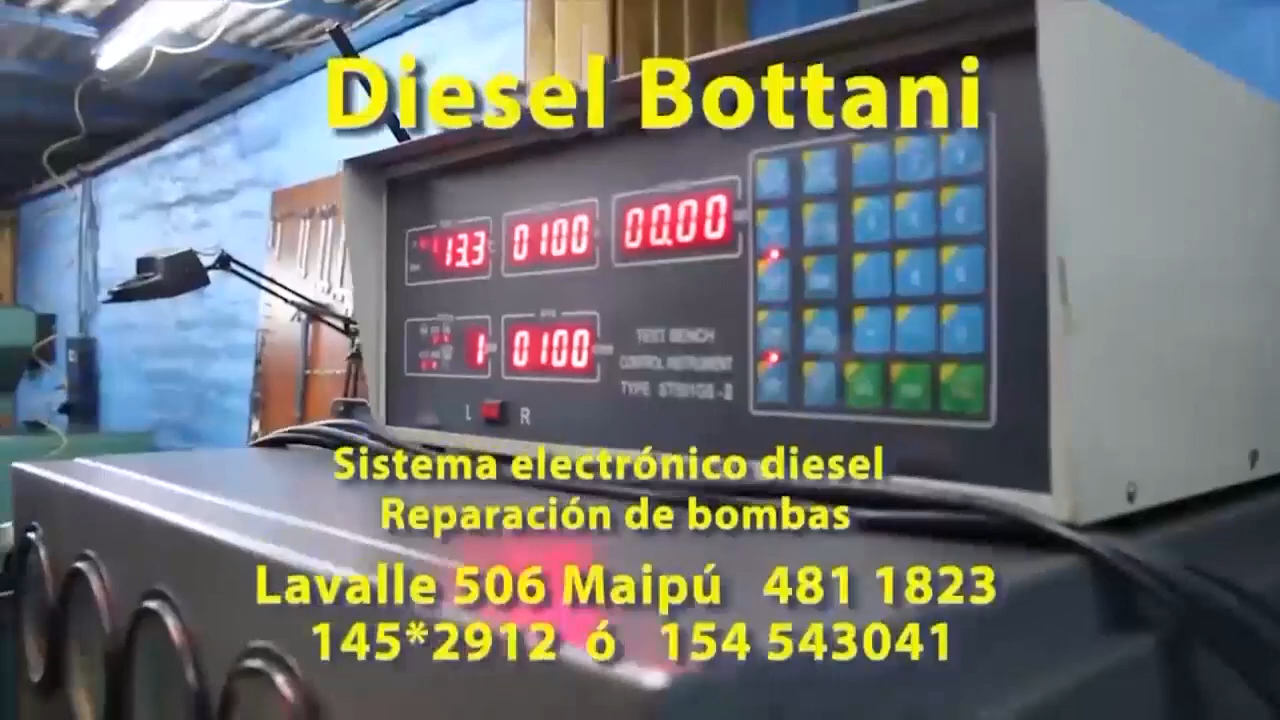 Diesel Bottani
13.3 0100 00.00
1 0100
TEST BENCH
CONTROL INSTRUMENT
TYPE
L R
Sistema electrónico diesel
Reparación de bombas
Lavalle 506 Maipú 481 1823
145*2912 ó 154 543041